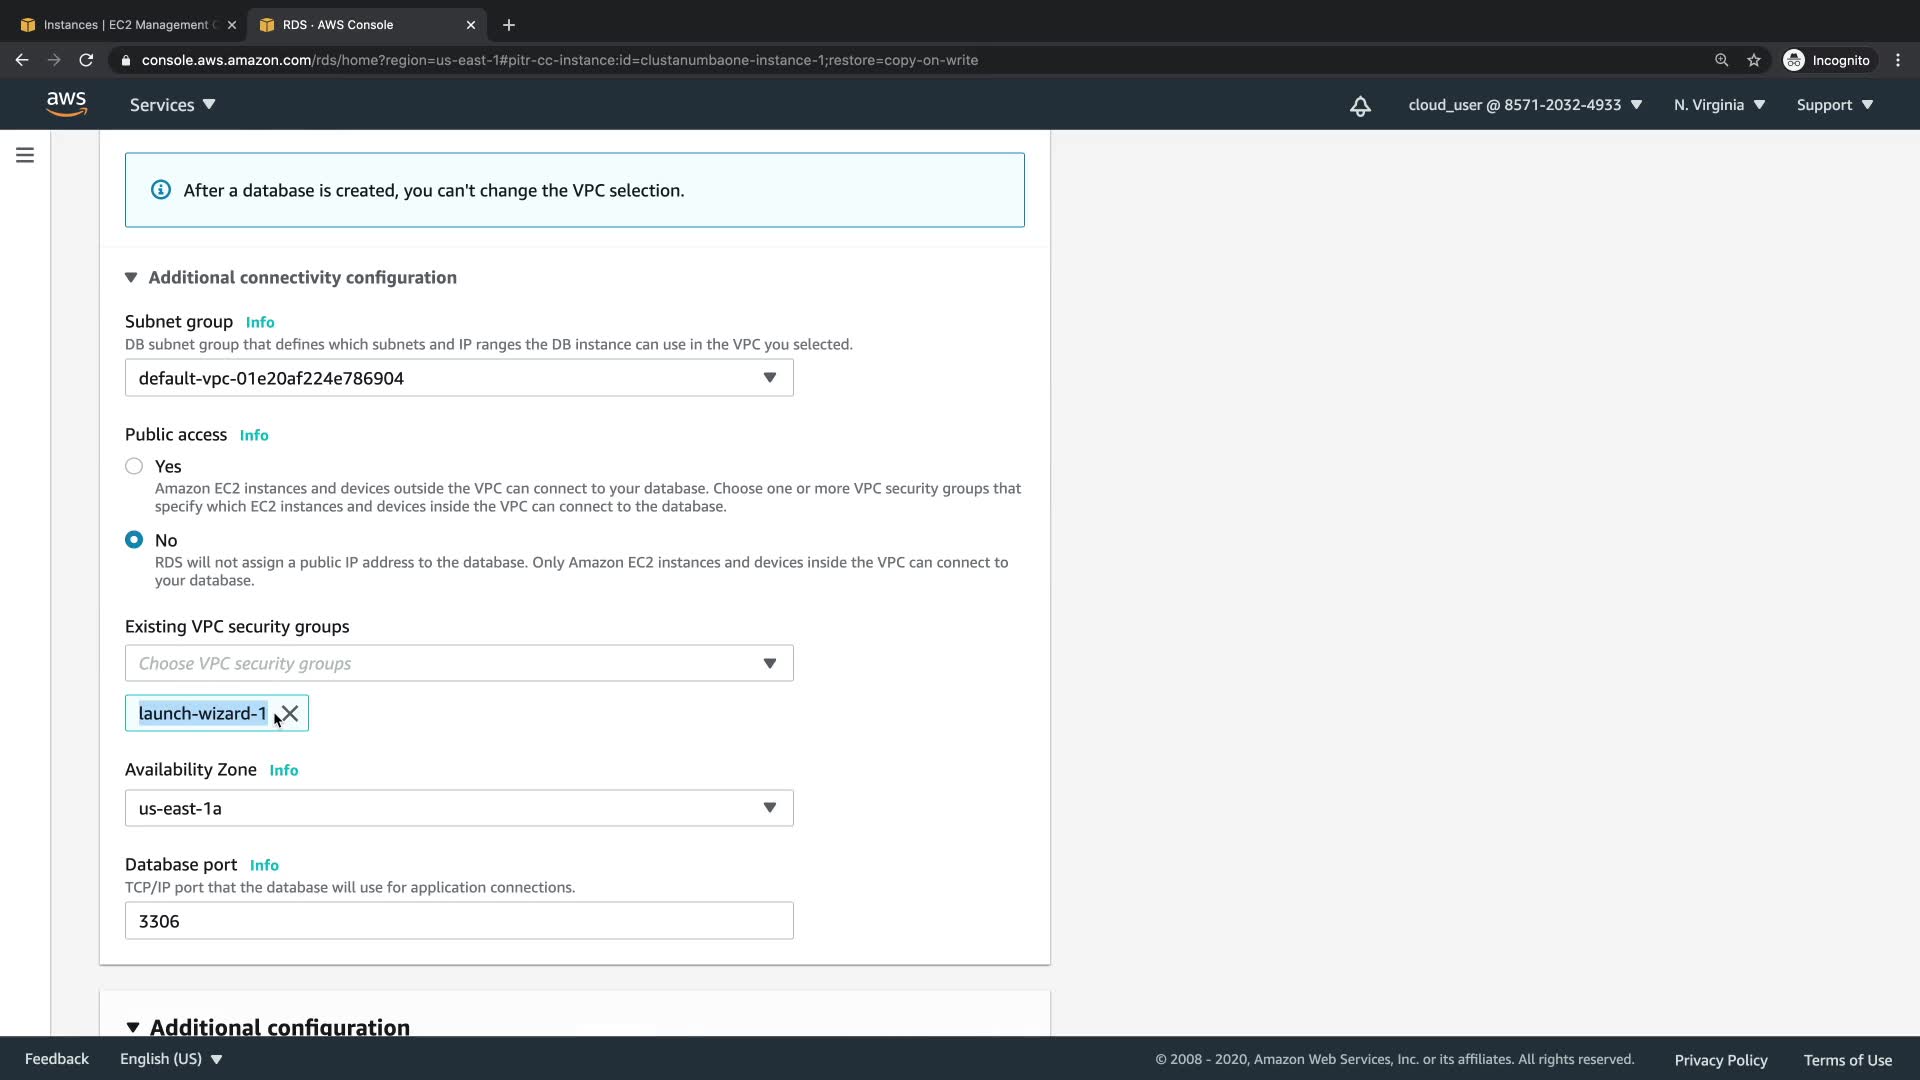 Instances | EC2 Management C
RDS · AWS Console
console.aws.amazon.com/rds/home?region=us-east-1#pitr-cc-instance:id=clustanumbaone-instance-1;restore=copy-on-write
Incognito
aws
Services
cloud_user @ 8571-2032-4933
N. Virginia
Support
After a database is created, you can't change the VPC selection.
Additional connectivity configuration
Subnet group Info
DB subnet group that defines which subnets and IP ranges the DB instance can use in the VPC you selected.
default-vpc-01e20af224e786904
Public access Info
Yes
Amazon EC2 instances and devices outside the VPC can connect to your database. Choose one or more VPC security groups that
specify which EC2 instances and devices inside the VPC can connect to the database.
No
RDS will not assign a public IP address to the database. Only Amazon EC2 instances and devices inside the VPC can connect to
your database.
Existing VPC security groups
Choose VPC security groups
launch-wizard-1
Availability Zone Info
us-east-1a
Database port Info
TCP/IP port that the database will use for application connections.
3306
Additional configuration
Feedback
English (US)
© 2008 - 2020, Amazon Web Services, Inc. or its affiliates. All rights reserved.
Privacy Policy
Terms of Use